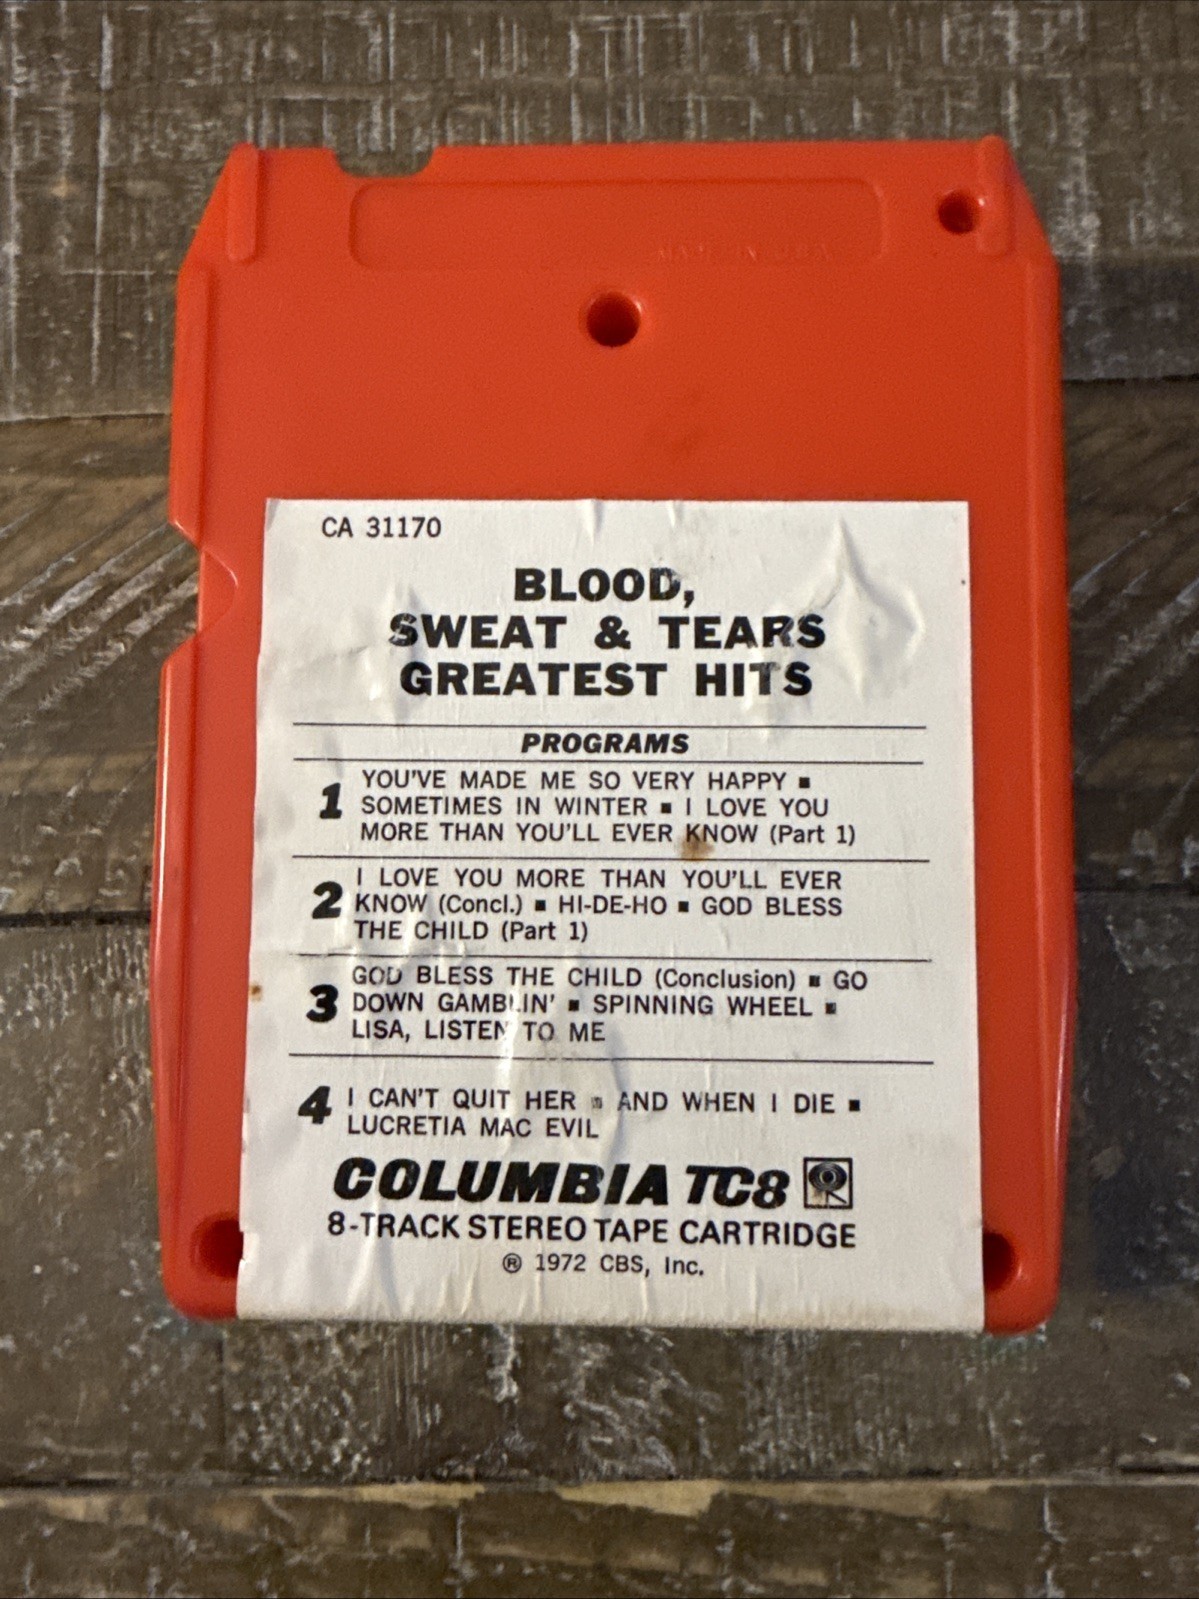 MADE IN U.S.A.
CA 31170
BLOOD,
SWEAT & TEARS
GREATEST HITS
PROGRAMS
1 YOU'VE MADE ME SO VERY HAPPY ■
SOMETIMES IN WINTER ■ I LOVE YOU
MORE THAN YOU'LL EVER KNOW (Part 1)
2 I LOVE YOU MORE THAN YOU'LL EVER
KNOW (Concl.) ■ HI-DE-HO ■ GOD BLESS
THE CHILD (Part 1)
3 GOD BLESS THE CHILD (Conclusion) ■ GO
DOWN GAMBLIN' ■ SPINNING WHEEL ■
LISA, LISTEN TO ME
4 I CAN'T QUIT HER ■ AND WHEN I DIE ■
LUCRETIA MAC EVIL
COLUMBIA TC8
8-TRACK STEREO TAPE CARTRIDGE
® 1972 CBS, Inc.